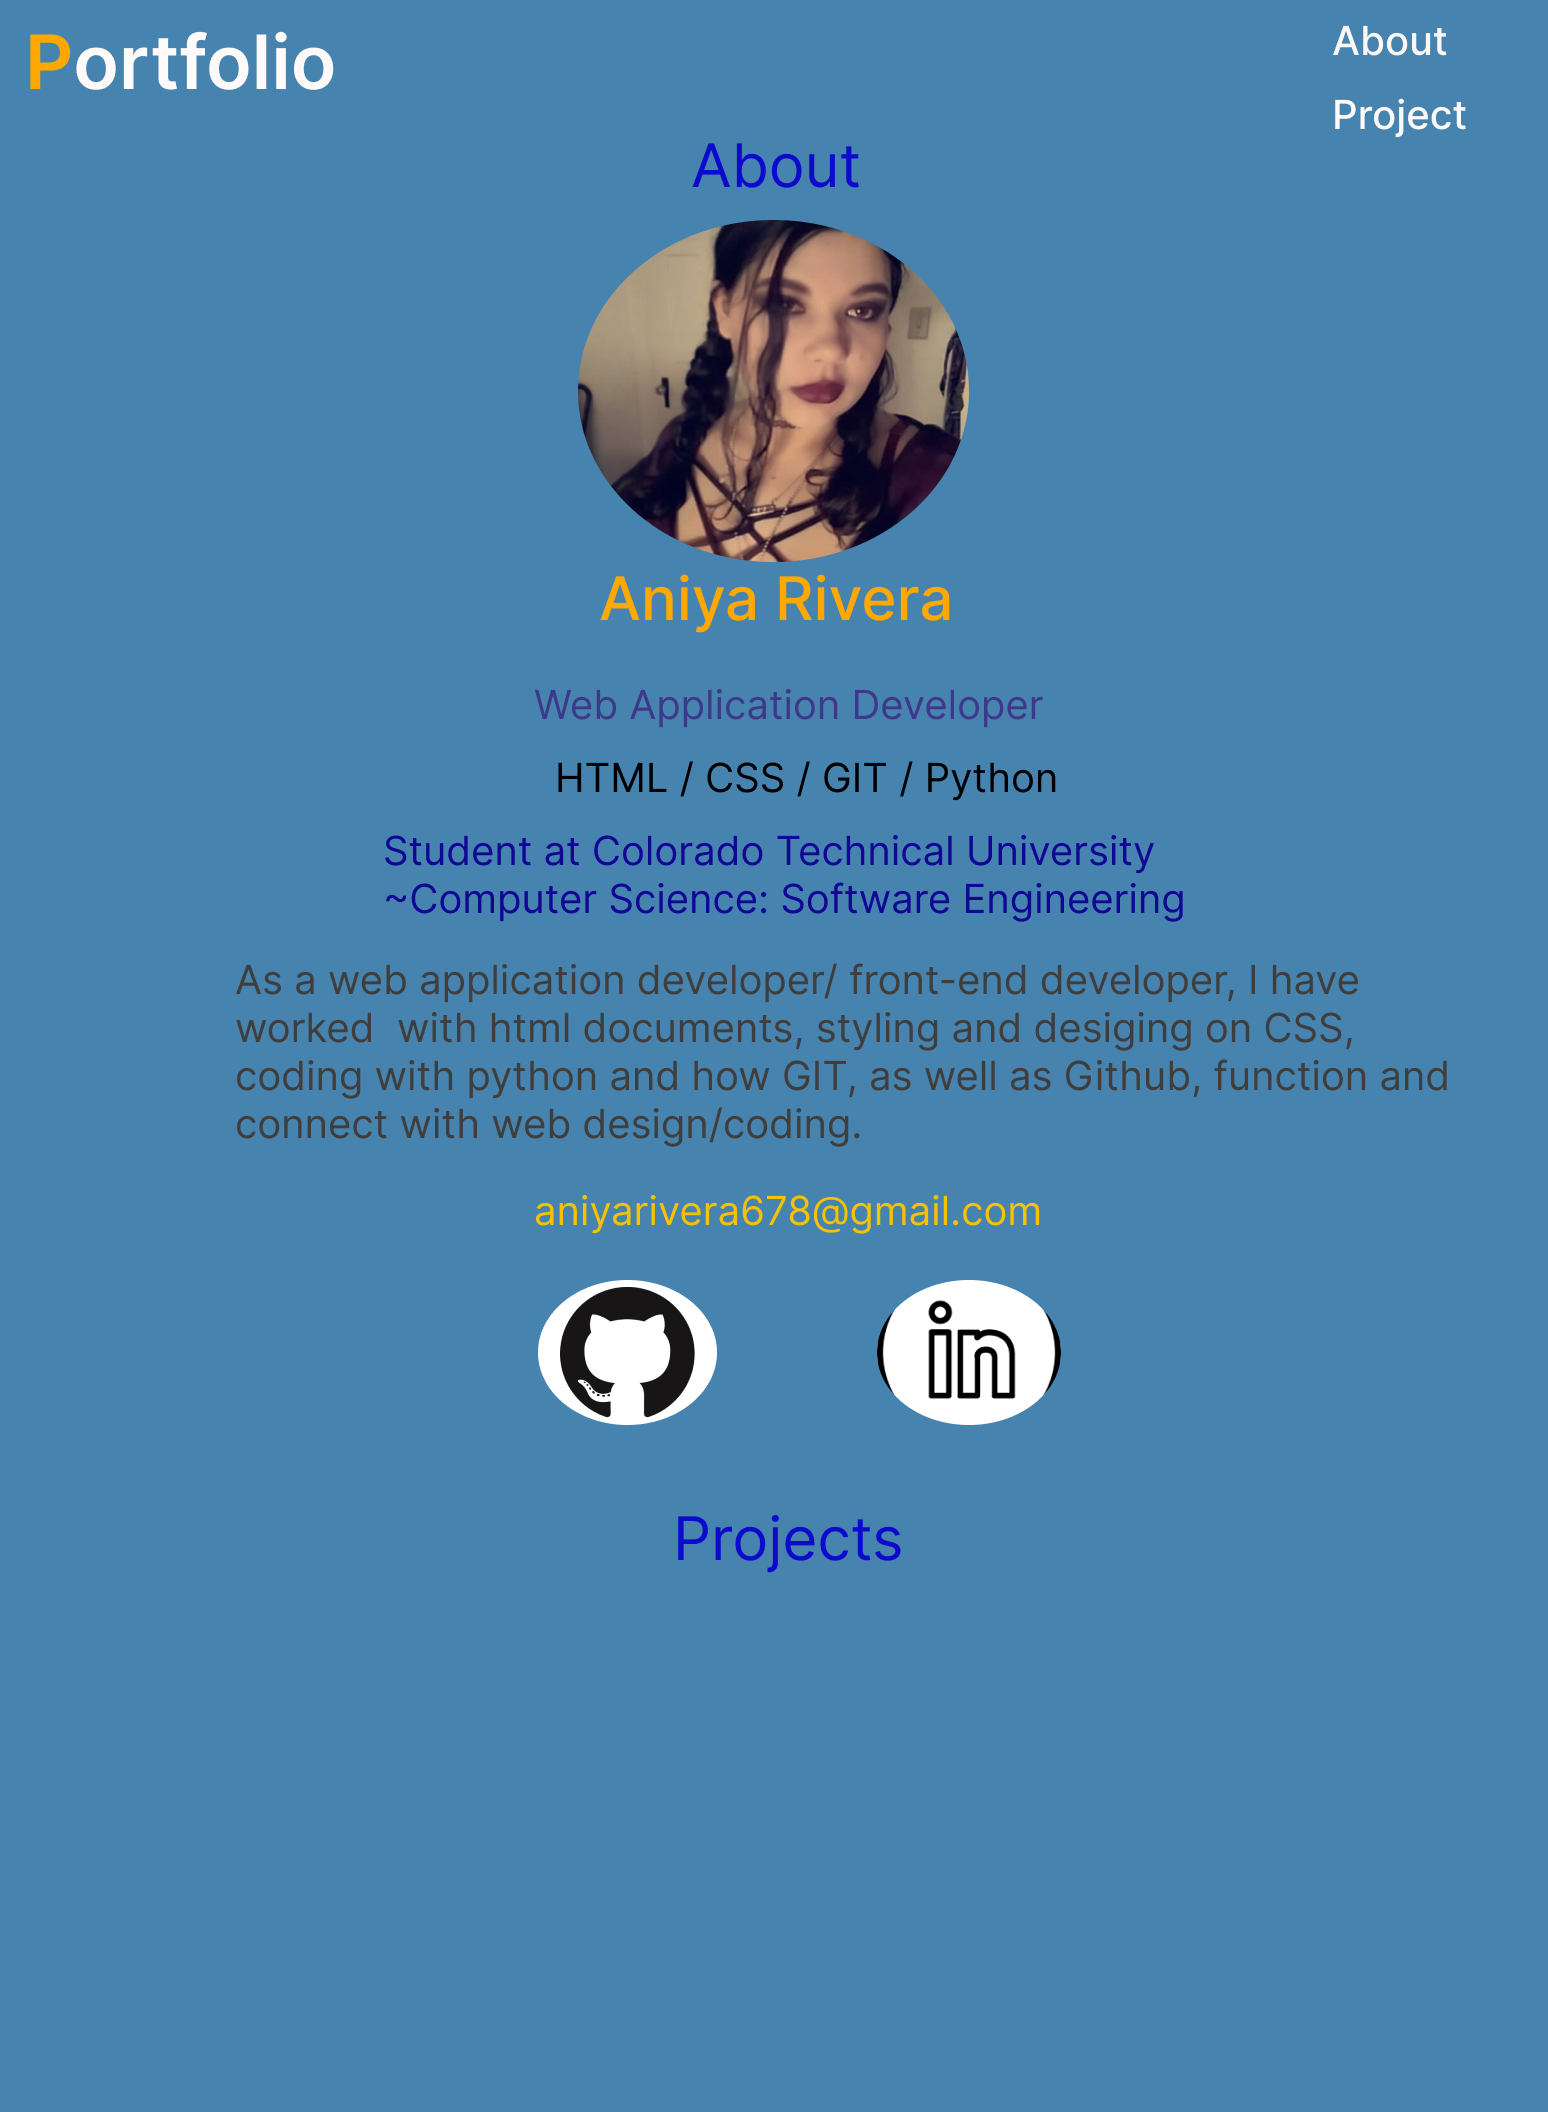 Portfolio
About
Project
About
Aniya Rivera
Web Application Developer
HTML / CSS / GIT / Python
Student at Colorado Technical University
~Computer Science: Software Engineering
As a web application developer/ front-end developer, I have
worked  with html documents, styling and desiging on CSS,
coding with python and how GIT, as well as Github, function and
connect with web design/coding.
aniyarivera678@gmail.com
in
Projects